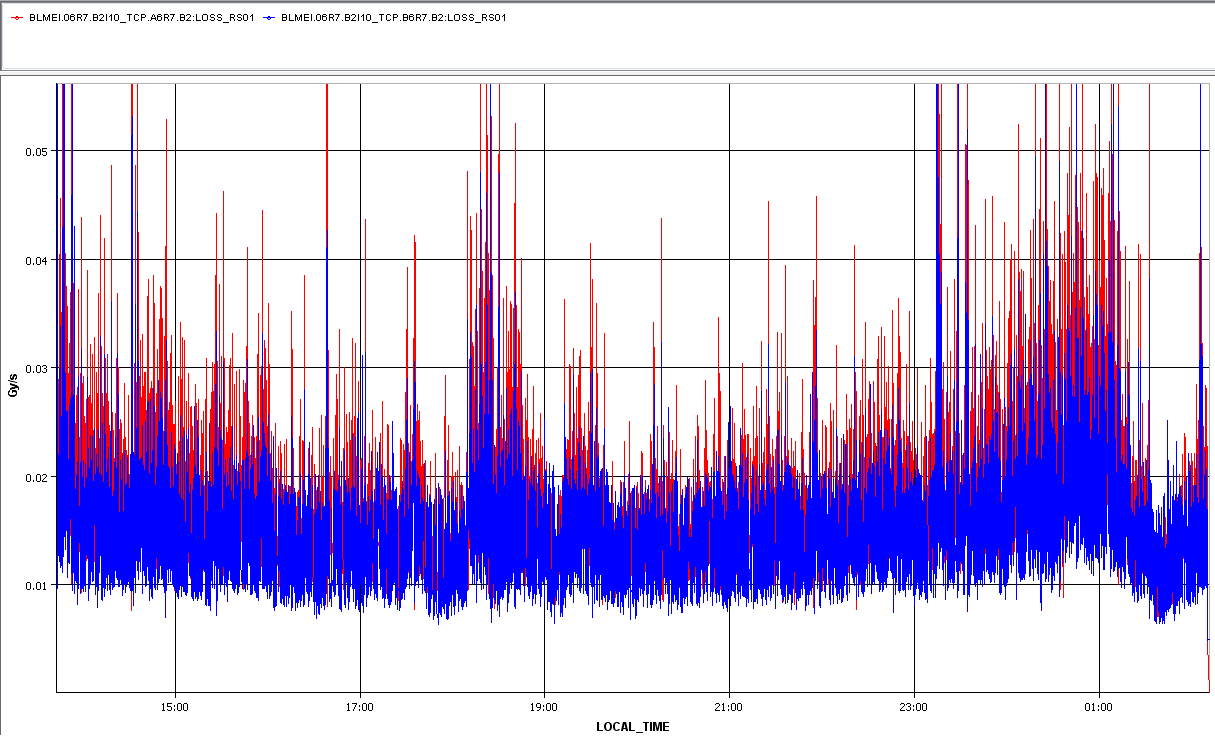 BLMEI.06R7.B2I10_TCP.A6R7.B2:LOSS_RS01 BLMEI.06R7.B2I10_TCP.B6R7.B2:LOSS_RS01
0.05
0.04
0.03
Gy/s
0.02
0.01
15:00 17:00 19:00 21:00 23:00 01:00
LOCAL_TIME